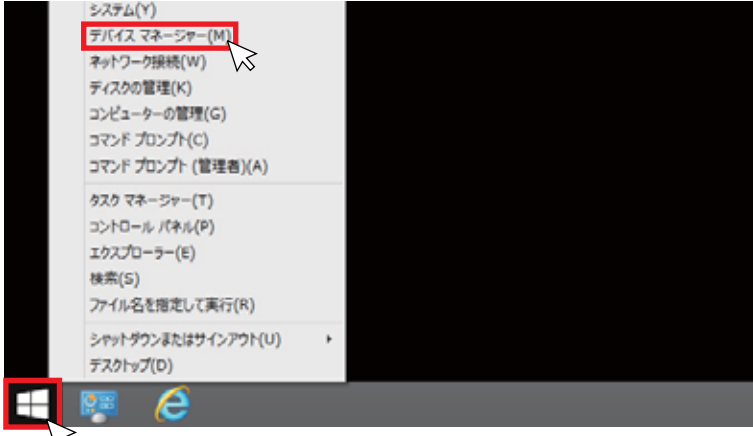 システム(Y)
デバイス マネージャー(M)
ネットワーク接続(W)
ディスクの管理(K)
コンピューターの管理(G)
コマンド プロンプト(C)
コマンド プロンプト (管理者)(A)
タスク マネージャー(T)
コントロール パネル(P)
エクスプローラー(E)
検索(S)
ファイル名を指定して実行(R)
シャットダウンまたはサインアウト(U)
デスクトップ(D)